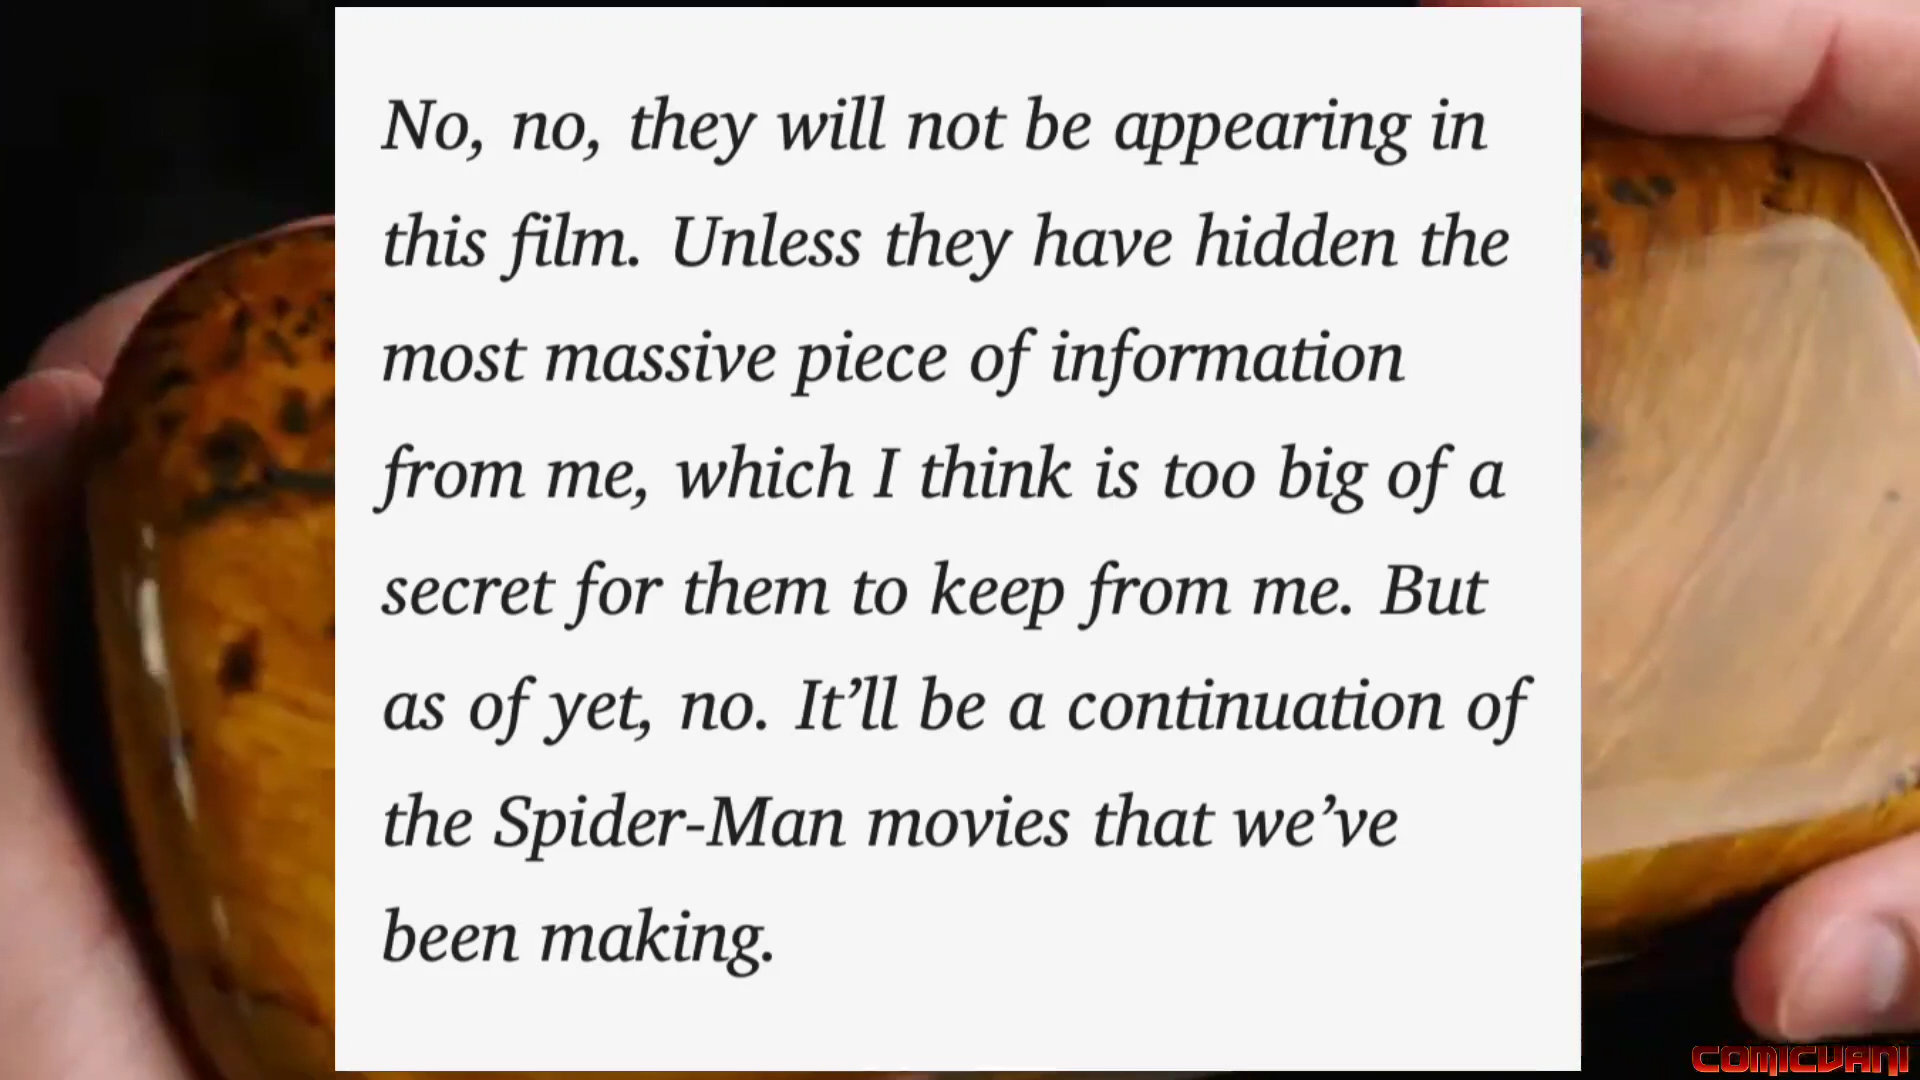 No, no, they will not be appearing in
this film. Unless they have hidden the
most massive piece of information
from me, which I think is too big of a
secret for them to keep from me. But
as of yet, no. It’ll be a continuation of
the Spider-Man movies that we’ve
been making.
COMICVANI